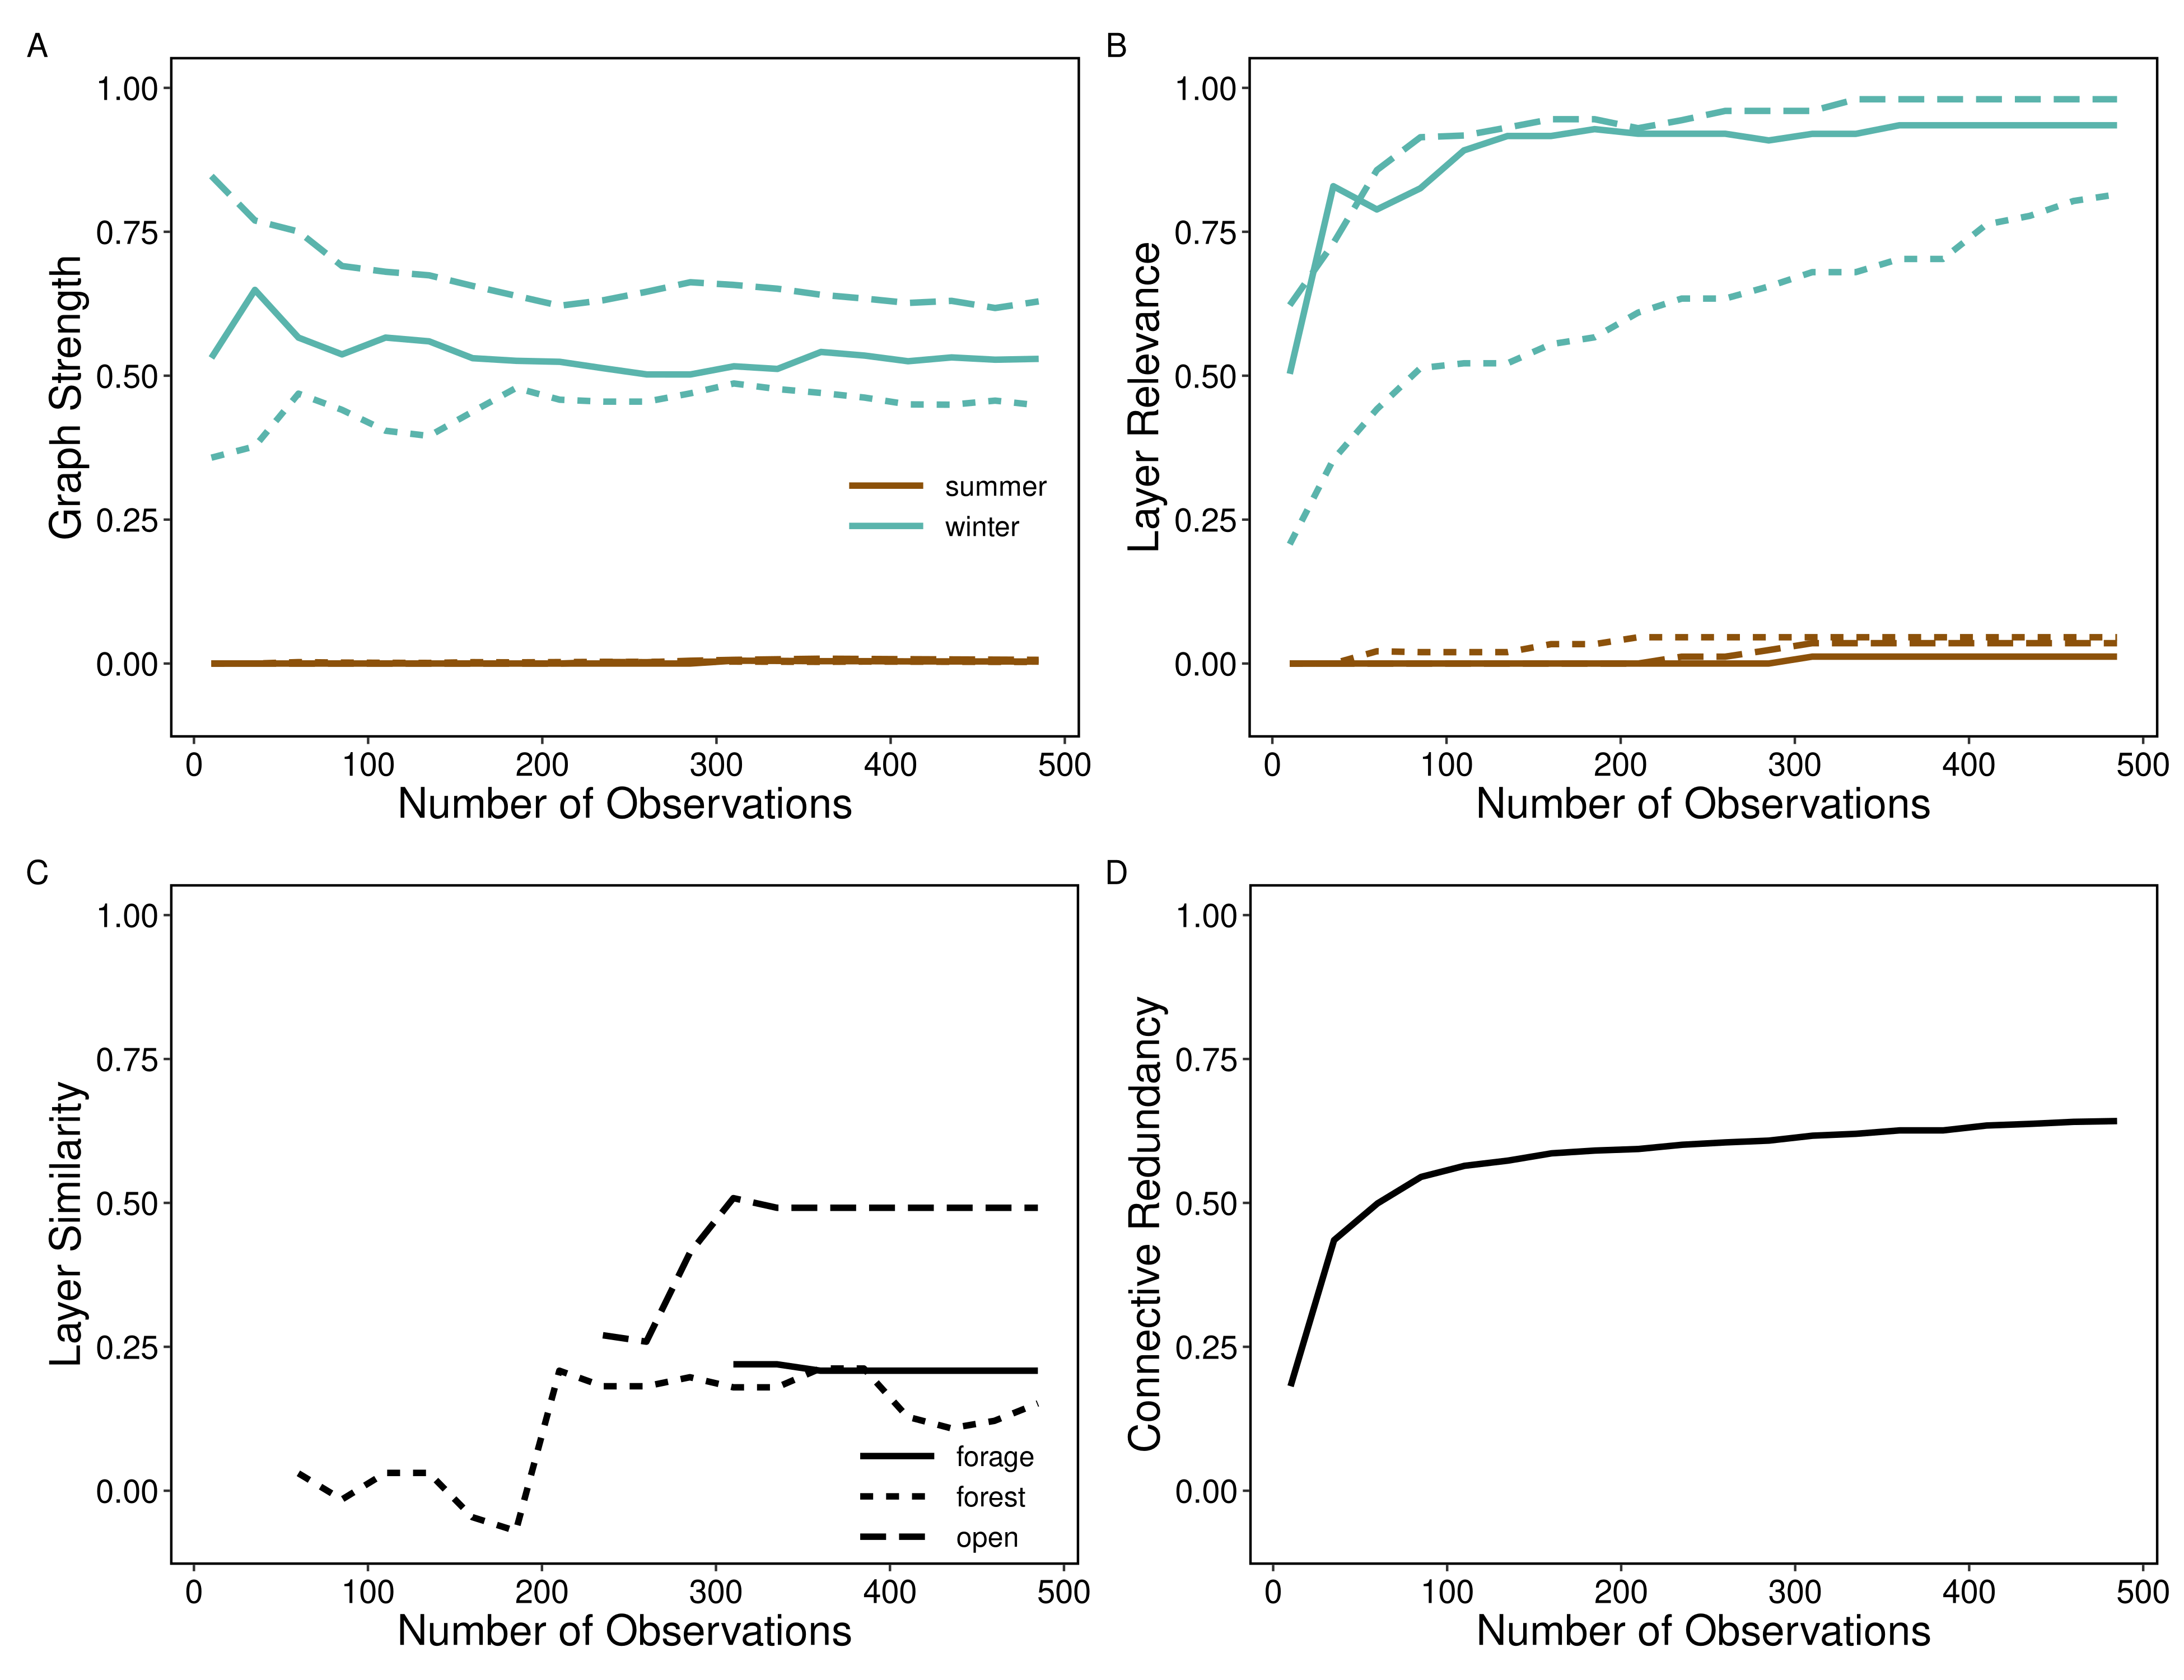 A
Graph Strength
1.00
0.75
0.50
0.25
0.00
summer
winter
0 100 200 300 400 500
Number of Observations
B
Layer Relevance
1.00
0.75
0.50
0.25
0.00
0 100 200 300 400 500
Number of Observations
C
Layer Similarity
1.00
0.75
0.50
0.25
0.00
forage
forest
open
0 100 200 300 400 500
Number of Observations
D
Connective Redundancy
1.00
0.75
0.50
0.25
0.00
0 100 200 300 400 500
Number of Observations